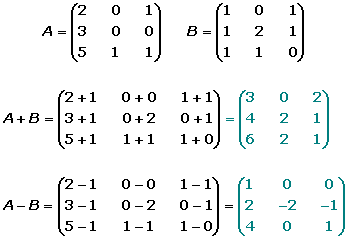 A = (2 0 1
3 0 0
5 1 1) B = (1 0 1
1 2 1
1 1 0)
A + B = (2 + 1 0 + 0 1 + 1
3 + 1 0 + 2 0 + 1
5 + 1 1 + 1 1 + 0) = (3 0 2
4 2 1
6 2 1)
A − B = (2 − 1 0 − 0 1 − 1
3 − 1 0 − 2 0 − 1
5 − 1 1 − 1 1 − 0) = (1 0 0
2 −2 −1
4 0 1)